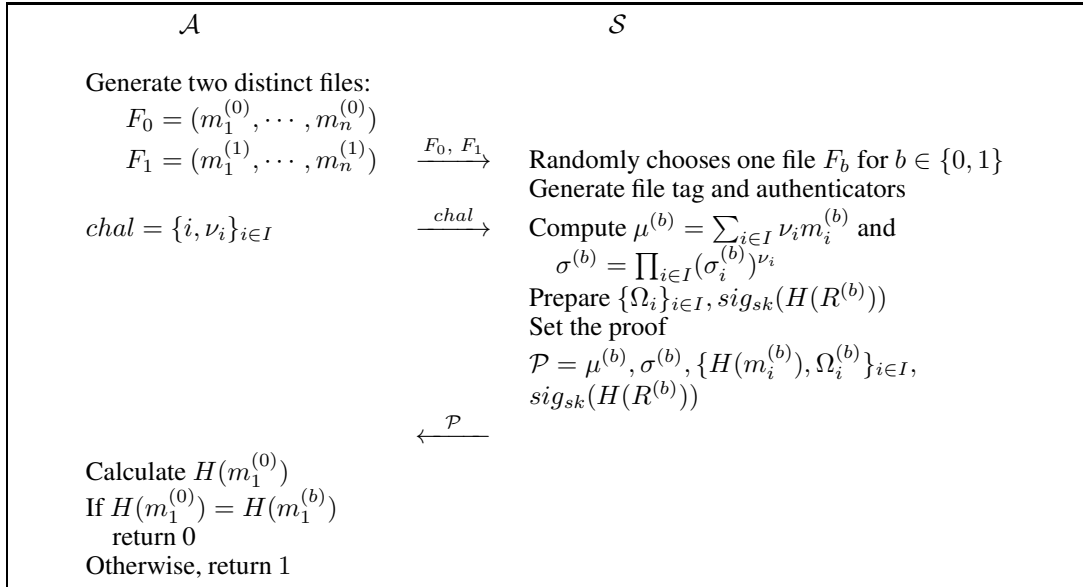 𝒜 𝒮
Generate two distinct files:
F_0 = (m_1^{(0)}, ⋯ , m_n^{(0)})
F_1 = (m_1^{(1)}, ⋯ , m_n^{(1)}) F_0, F_1 → Randomly chooses one file F_b for b ∈ {0, 1}
Generate file tag and authenticators
chal = {i, ν_i}_{i∈I} chal → Compute μ^{(b)} = ∑_{i∈I} ν_i m_i^{(b)} and
σ^{(b)} = ∏_{i∈I} (σ_i^{(b)})^{ν_i}
Prepare {Ω_i}_{i∈I}, sig_{sk}(H(R^{(b)}))
Set the proof
𝒫 = μ^{(b)}, σ^{(b)}, {H(m_i^{(b)}), Ω_i^{(b)}}_{i∈I},
sig_{sk}(H(R^{(b)}))
𝒫 ←
Calculate H(m_1^{(0)})
If H(m_1^{(0)}) = H(m_1^{(b)})
return 0
Otherwise, return 1